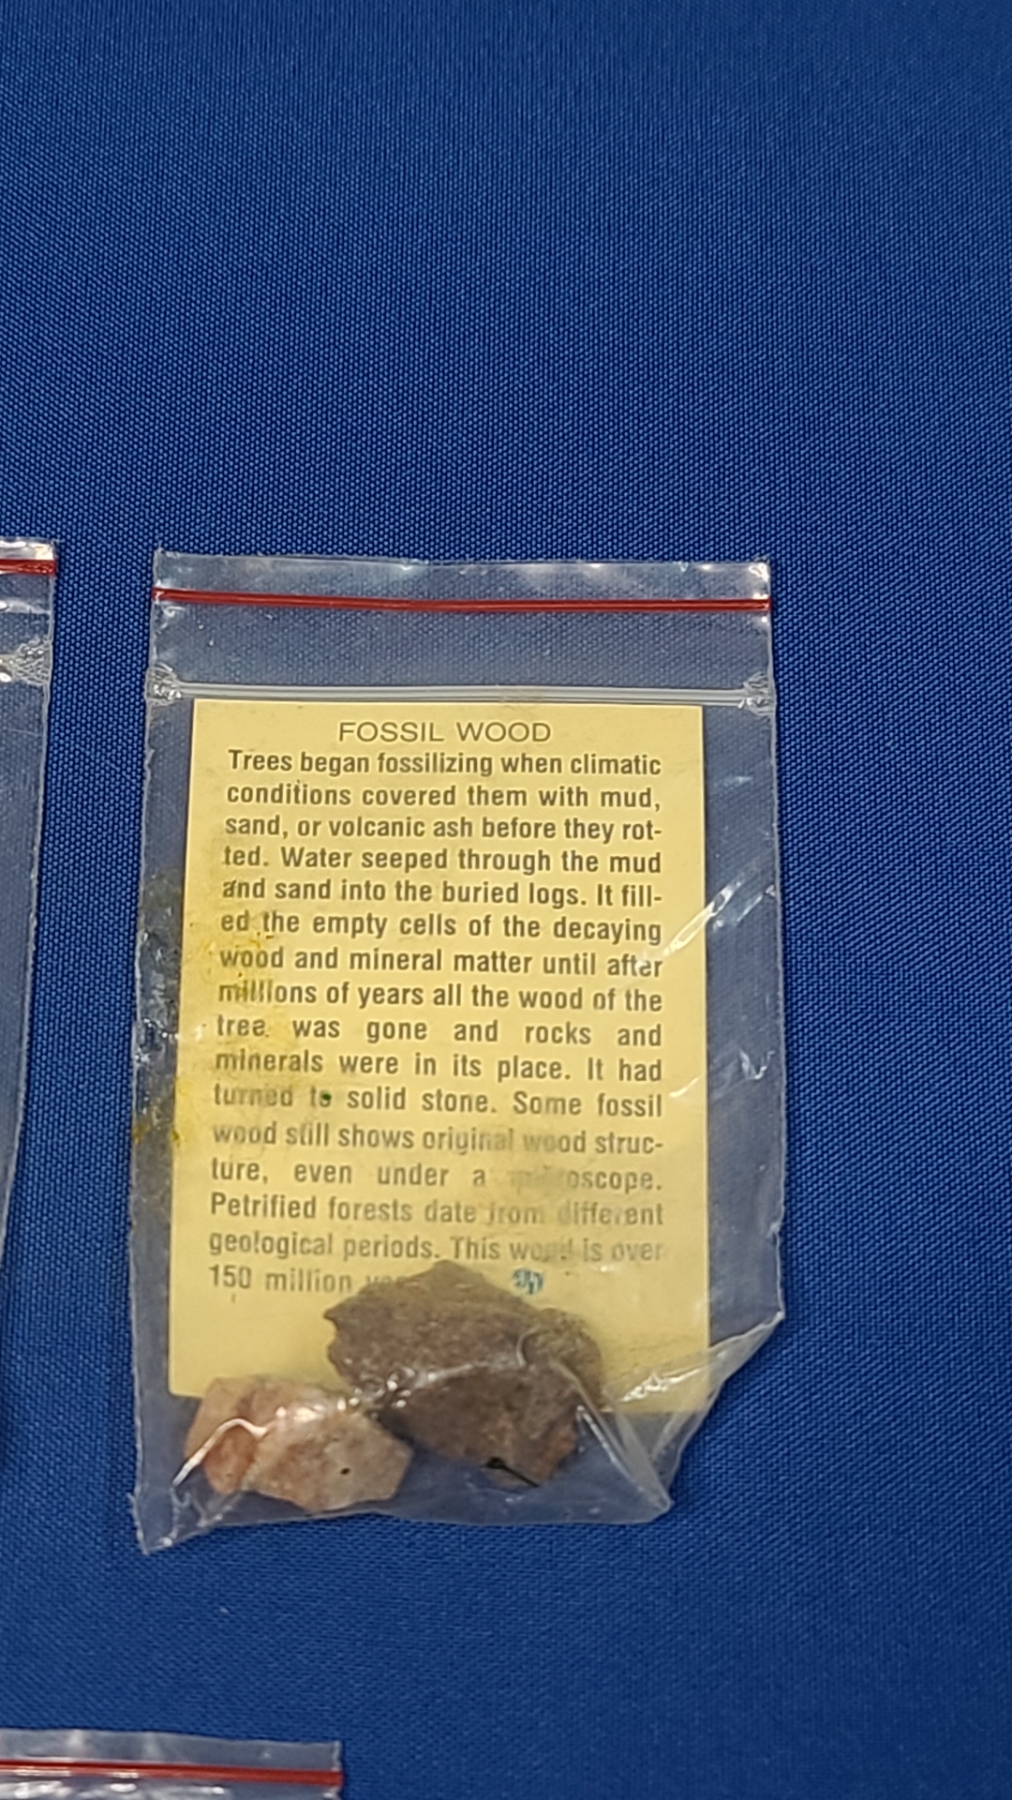 FOSSIL WOOD
Trees began fossilizing when climatic
conditions covered them with mud,
sand, or volcanic ash before they rot-
ted. Water seeped through the mud
and sand into the buried logs. It fill-
ed the empty cells of the decaying
wood and mineral matter until after
millions of years all the wood of the
tree was gone and rocks and
minerals were in its place. It had
turned to solid stone. Some fossil
wood still shows original wood struc-
ture, even under a
Petrified forests date from different
geological periods. This wood is over
150 million